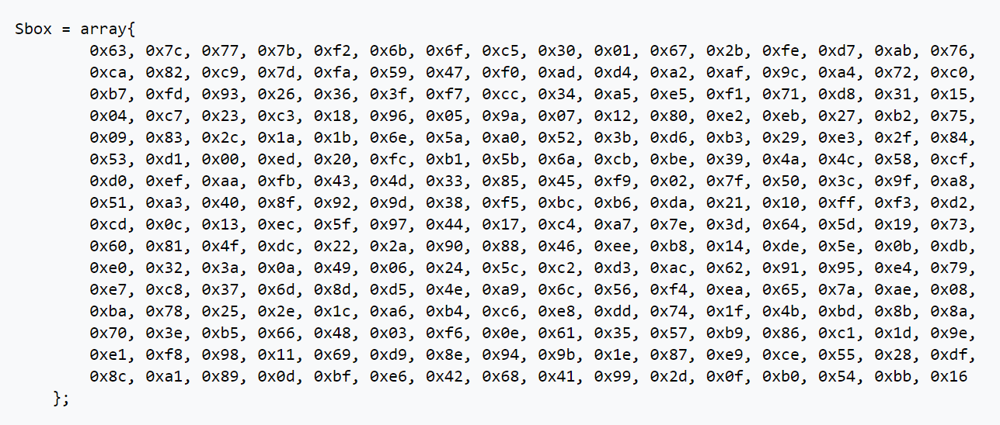 Sbox = array{
0x63, 0x7c, 0x77, 0x7b, 0xf2, 0x6b, 0x6f, 0xc5, 0x30, 0x01, 0x67, 0x2b, 0xfe, 0xd7, 0xab, 0x76,
0xca, 0x82, 0xc9, 0x7d, 0xfa, 0x59, 0x47, 0xf0, 0xad, 0xd4, 0xa2, 0xaf, 0x9c, 0xa4, 0x72, 0xc0,
0xb7, 0xfd, 0x93, 0x26, 0x36, 0x3f, 0xf7, 0xcc, 0x34, 0xa5, 0xe5, 0xf1, 0x71, 0xd8, 0x31, 0x15,
0x04, 0xc7, 0x23, 0xc3, 0x18, 0x96, 0x05, 0x9a, 0x07, 0x12, 0x80, 0xe2, 0xeb, 0x27, 0xb2, 0x75,
0x09, 0x83, 0x2c, 0x1a, 0x1b, 0x6e, 0x5a, 0xa0, 0x52, 0x3b, 0xd6, 0xb3, 0x29, 0xe3, 0x2f, 0x84,
0x53, 0xd1, 0x00, 0xed, 0x20, 0xfc, 0xb1, 0x5b, 0x6a, 0xcb, 0xbe, 0x39, 0x4a, 0x4c, 0x58, 0xcf,
0xd0, 0xef, 0xaa, 0xfb, 0x43, 0x4d, 0x33, 0x85, 0x45, 0xf9, 0x02, 0x7f, 0x50, 0x3c, 0x9f, 0xa8,
0x51, 0xa3, 0x40, 0x8f, 0x92, 0x9d, 0x38, 0xf5, 0xbc, 0xb6, 0xda, 0x21, 0x10, 0xff, 0xf3, 0xd2,
0xcd, 0x0c, 0x13, 0xec, 0x5f, 0x97, 0x44, 0x17, 0xc4, 0xa7, 0x7e, 0x3d, 0x64, 0x5d, 0x19, 0x73,
0x60, 0x81, 0x4f, 0xdc, 0x22, 0x2a, 0x90, 0x88, 0x46, 0xee, 0xb8, 0x14, 0xde, 0x5e, 0x0b, 0xdb,
0xe0, 0x32, 0x3a, 0x0a, 0x49, 0x06, 0x24, 0x5c, 0xc2, 0xd3, 0xac, 0x62, 0x91, 0x95, 0xe4, 0x79,
0xe7, 0xc8, 0x37, 0x6d, 0x8d, 0xd5, 0x4e, 0xa9, 0x6c, 0x56, 0xf4, 0xea, 0x65, 0x7a, 0xae, 0x08,
0xba, 0x78, 0x25, 0x2e, 0x1c, 0xa6, 0xb4, 0xc6, 0xe8, 0xdd, 0x74, 0x1f, 0x4b, 0xbd, 0x8b, 0x8a,
0x70, 0x3e, 0xb5, 0x66, 0x48, 0x03, 0xf6, 0x0e, 0x61, 0x35, 0x57, 0xb9, 0x86, 0xc1, 0x1d, 0x9e,
0xe1, 0xf8, 0x98, 0x11, 0x69, 0xd9, 0x8e, 0x94, 0x9b, 0x1e, 0x87, 0xe9, 0xce, 0x55, 0x28, 0xdf,
0x8c, 0xa1, 0x89, 0x0d, 0xbf, 0xe6, 0x42, 0x68, 0x41, 0x99, 0x2d, 0x0f, 0xb0, 0x54, 0xbb, 0x16
};